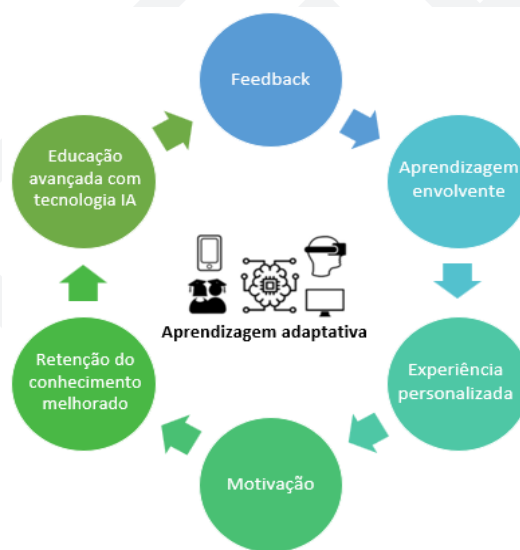 Feedback
Aprendizagem
envolvente
Experiência
personalizada
Motivação
Retenção do
conhecimento
melhorado
Educação
avançada com
tecnologia IA
Aprendizagem adaptativa